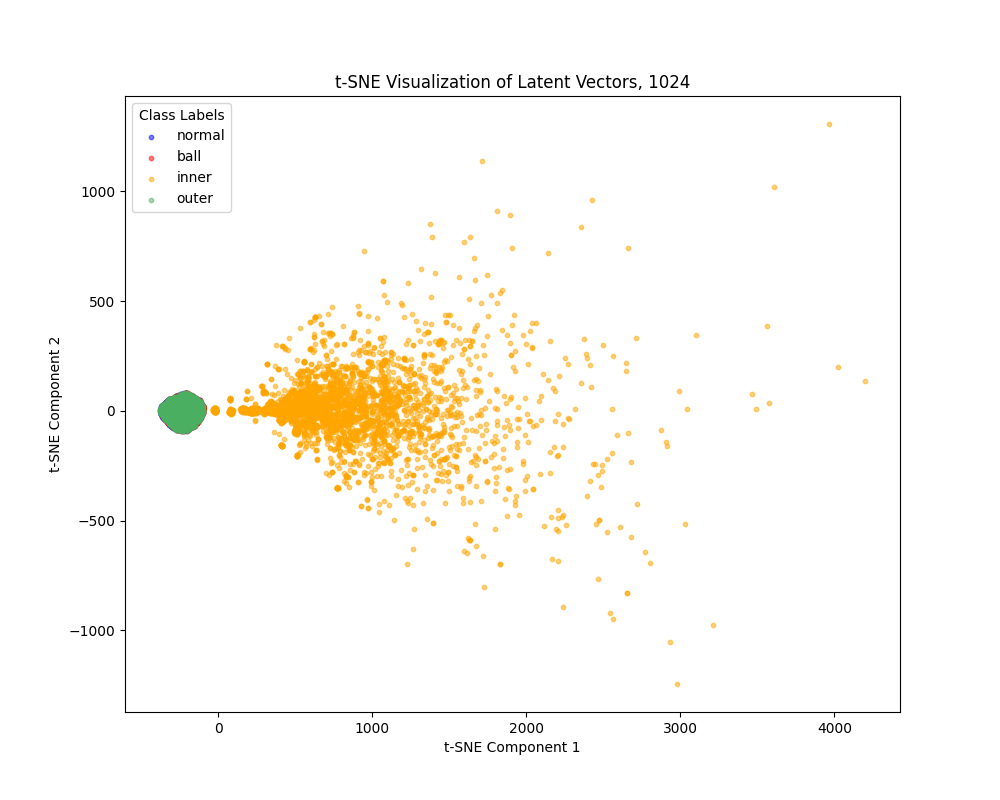 t-SNE Visualization of Latent Vectors, 1024
Class Labels
normal
ball
inner
outer
t-SNE Component 2
1000
500
0
−500
−1000
0 1000 2000 3000 4000
t-SNE Component 1